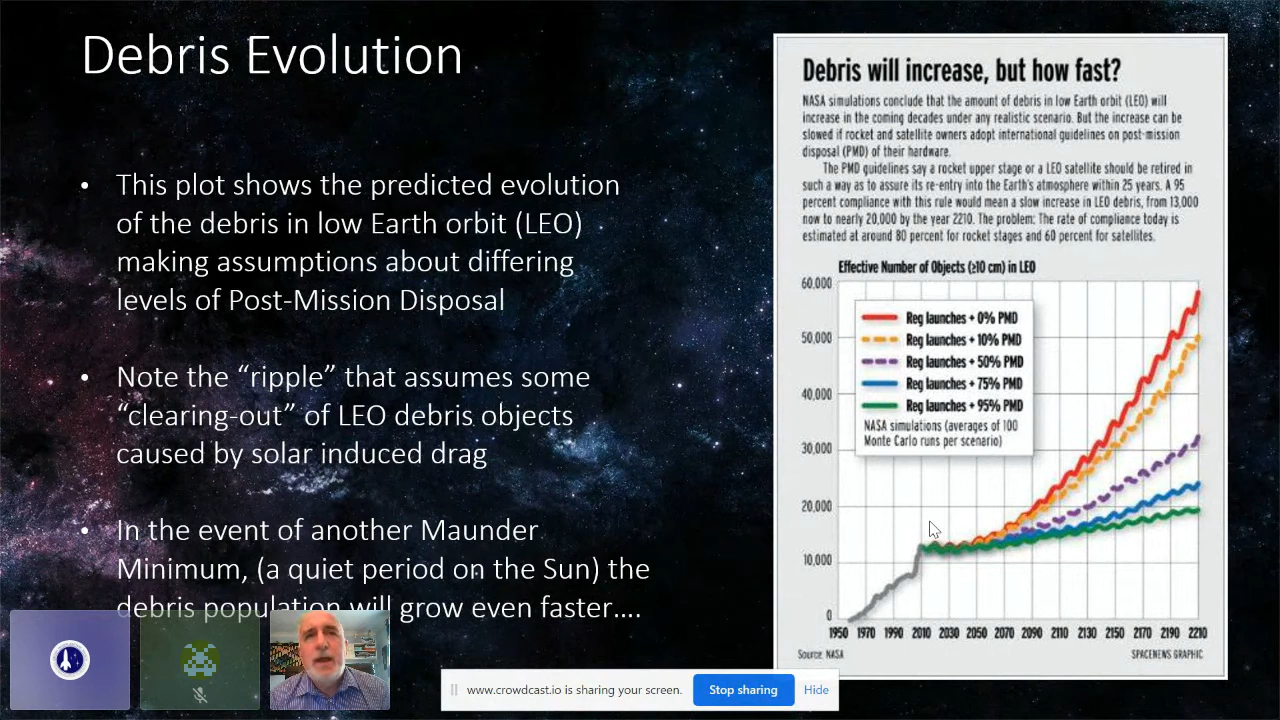 Debris Evolution
• This plot shows the predicted evolution
of the debris in low Earth orbit (LEO)
making assumptions about differing
levels of Post-Mission Disposal
• Note the “ripple” that assumes some
“clearing-out” of LEO debris objects
caused by solar induced drag
• In the event of another Maunder
Minimum, (a quiet period on the Sun) the
debris population will grow even faster....
Debris will increase, but how fast?
NASA simulations conclude that the amount of debris in low Earth orbit (LEO) will
increase in the coming decades under any realistic scenario. But the increase can be
slowed if rocket and satellite owners adopt international guidelines on post-mission
disposal (PMD) of their hardware.
The PMD guidelines say a rocket upper stage or a LEO satellite should be retired in
such a way as to assure its re-entry into the Earth's atmosphere within 25 years. A 95
percent compliance with this rule would mean a slow increase in LEO debris, from 13,000
now to nearly 20,000 by the year 2210. The problem: The rate of compliance today is
estimated at around 80 percent for rocket stages and 60 percent for satellites.
Effective Number of Objects (≥10 cm) in LEO
60,000
50,000
40,000
30,000
20,000
10,000
0
Reg launches + 0% PMD
Reg launches + 10% PMD
Reg launches + 50% PMD
Reg launches + 75% PMD
Reg launches + 95% PMD
NASA simulations (averages of 100
Monte Carlo runs per scenario)
1950 1970 1990 2010 2030 2050 2070 2090 2110 2130 2150 2170 2190 2210
Source: NASA
SPACENEWS GRAPHIC
www.crowdcast.io is sharing your screen.
Stop sharing
Hide